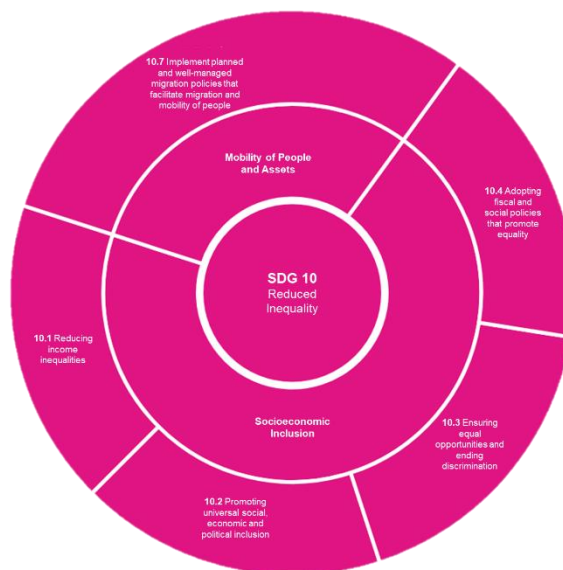 10.7 Implement planned
and well-managed
migration policies that
facilitate migration and
mobility of people
Mobility of People
and Assets
10.4 Adopting
fiscal and
social policies
that promote
equality
SDG 10
Reduced
Inequality
10.1 Reducing
income
inequalities
Socioeconomic
Inclusion
10.3 Ensuring
equal
opportunities and
ending
discrimination
10.2 Promoting
universal social,
economic and
political inclusion